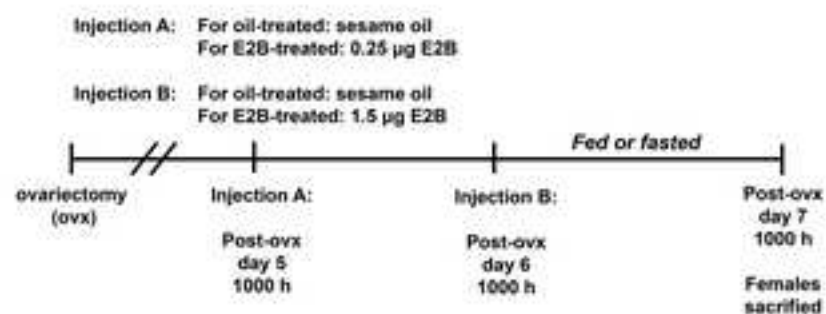 Injection A: For oil-treated: sesame oil
For E2B-treated: 0.25 µg E2B
Injection B: For oil-treated: sesame oil
For E2B-treated: 1.5 µg E2B
Fed or fasted
ovariectomy
(ovx)
Injection A:
Post-ovx
day 5
1000 h
Injection B:
Post-ovx
day 6
1000 h
Post-ovx
day 7
1000 h
Females
sacrified